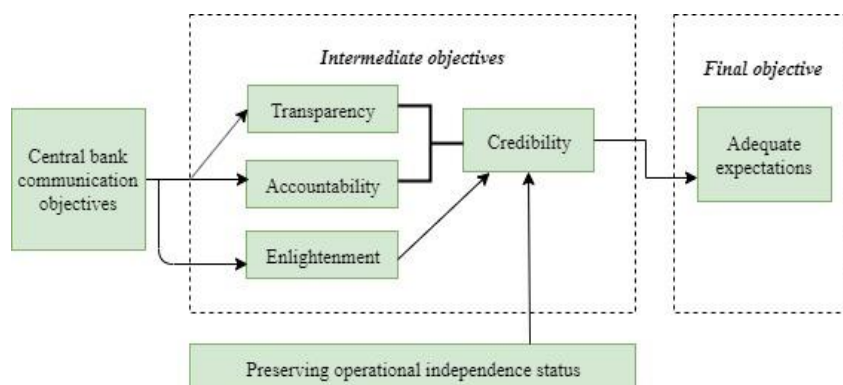 Intermediate objectives
Final objective
Transparency
Central bank
communication
objectives
Accountability
Credibility
Adequate
expectations
Enlightenment
Preserving operational independence status